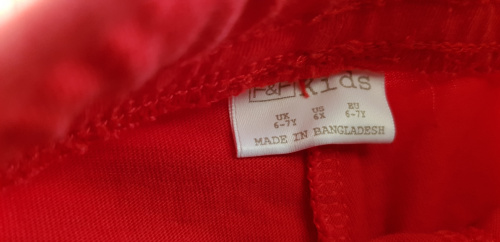 F&F Kids
UK US EU
6-7Y 6X 6-7Y
MADE IN BANGLADESH